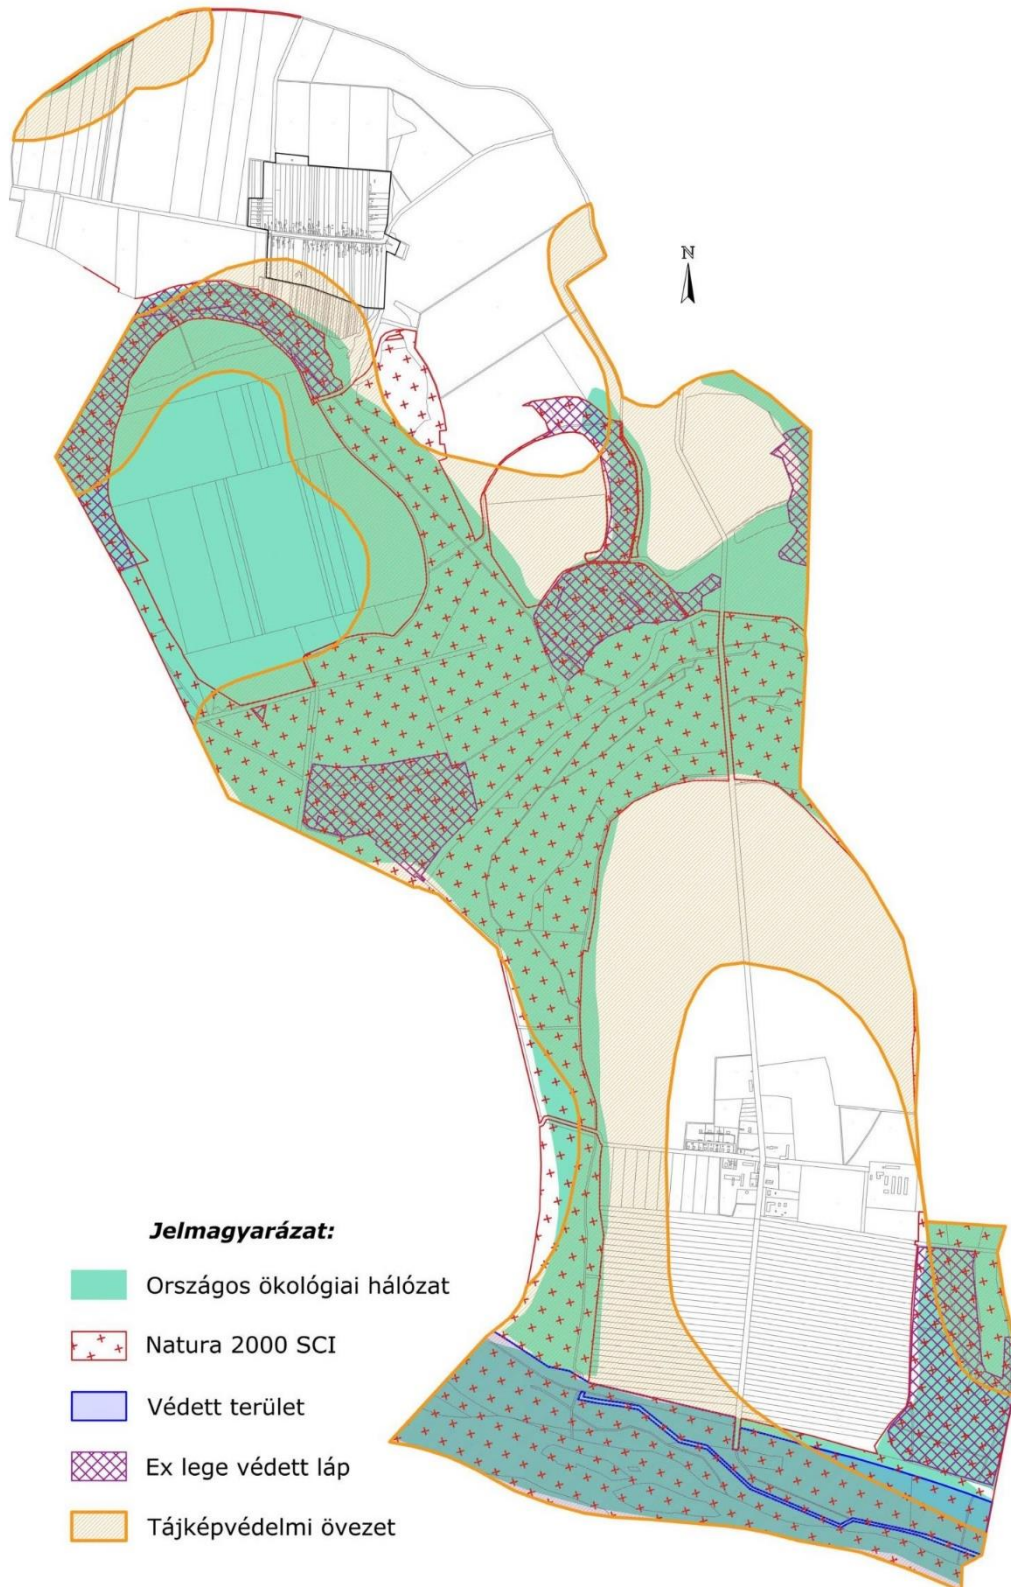 N
Jelmagyarázat:
Országos ökológiai hálózat
Natura 2000 SCI
Védett terület
Ex lege védett láp
Tájképvédelmi övezet